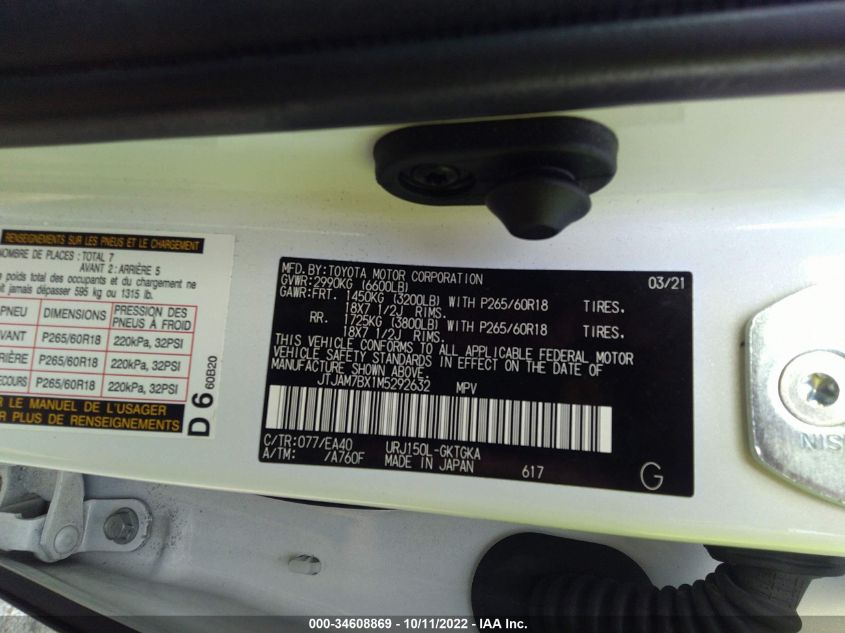 RENSEIGNEMENTS SUR LES PNEUS ET LE CHARGEMENT
NOMBRE DE PLACES : TOTAL 7
AVANT 2 : ARRIÈRE 5
poids total des occupants et du chargement ne
jamais dépasser 595 kg ou 1315 lb.
PNEU DIMENSIONS PRESSION DES PNEUS À FROID
AVANT P265/60R18 220kPa, 32PSI
P265/60R18 220kPa, 32PSI
P265/60R18 220kPa, 32PSI
LE MANUEL DE L'USAGER
PLUS DE RENSEIGNEMENTS
D 6 60B20
MFD.BY:TOYOTA MOTOR CORPORATION 03/21
GVWR:2990KG (6600LB)
GAWR:FRT. 1450KG (3200LB) WITH P265/60R18 TIRES.
18X7 1/2J RIMS.
RR. 1725KG (3800LB) WITH P265/60R18 TIRES.
18X7 1/2J RIMS.
THIS VEHICLE CONFORMS TO ALL APPLICABLE FEDERAL MOTOR
VEHICLE SAFETY STANDARDS IN EFFECT ON THE DATE OF
MANUFACTURE SHOWN ABOVE.
JTJAM7BX1M5292632 MPV
C/TR:077/EA40 URJ150L-GKTGKA
A/TM: /A760F MADE IN JAPAN 617
G
NIS
000-34608869 - 10/11/2022 - IAA Inc.